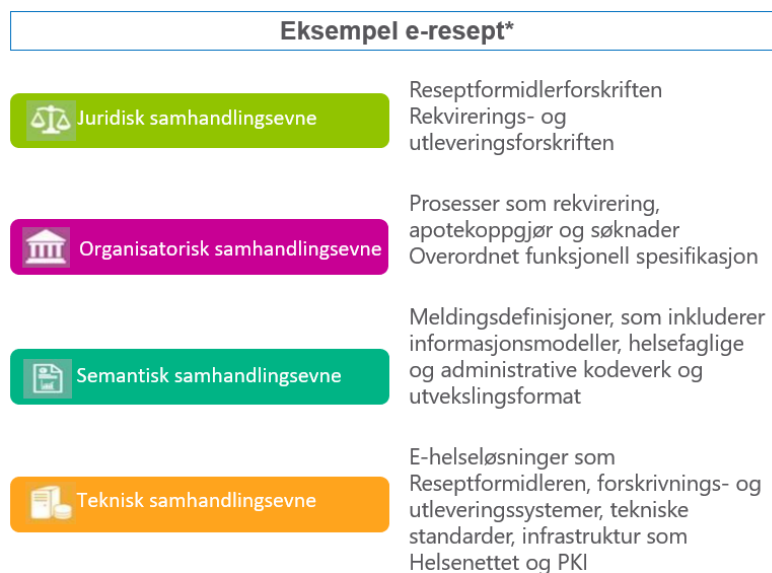 Eksempel e-resept*
Juridisk samhandlingsevne
Reseptformidlerforskriften
Rekvirerings- og
utleveringsforskriften
Organisatorisk samhandlingsevne
Prosesser som rekvirering,
apotekoppgjør og søknader
Overordnet funksjonell spesifikasjon
Semantisk samhandlingsevne
Meldingsdefinisjoner, som inkluderer
informasjonsmodeller, helsefaglige
og administrative kodeverk og
utvekslingsformat
Teknisk samhandlingsevne
E-helseløsninger som
Reseptformidleren, forskrivnings- og
utleveringssystemer, tekniske
standarder, infrastruktur som
Helsenettet og PKI